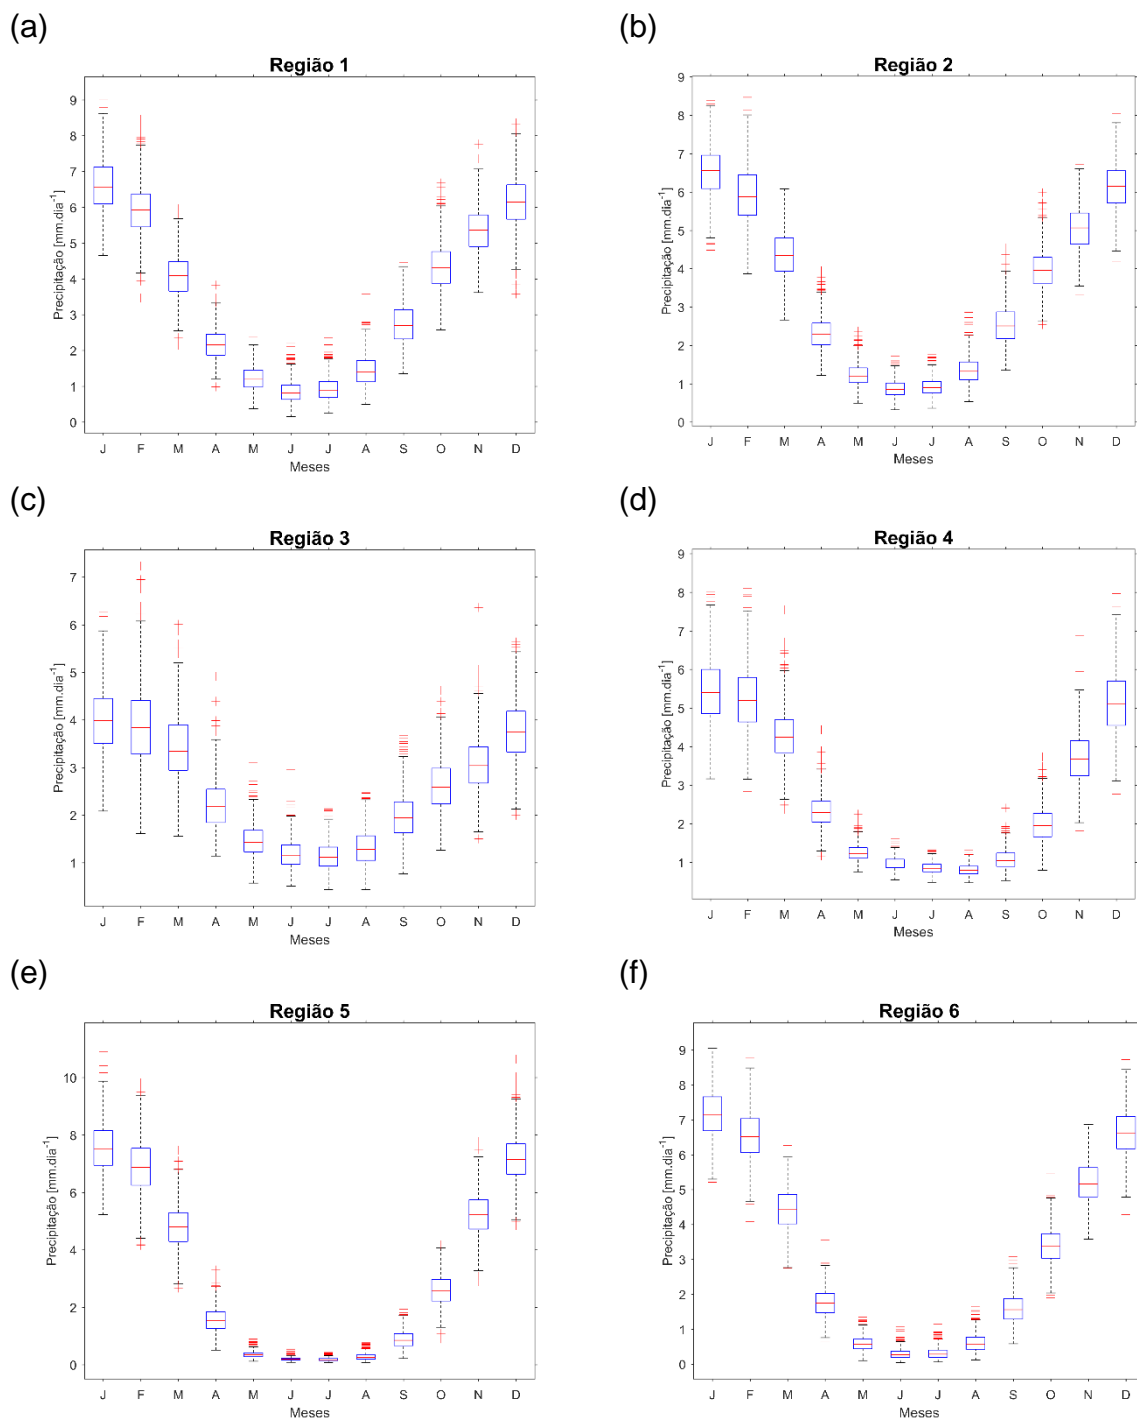 (a)
Região 1
Precipitação [mm.dia⁻¹]
9
8
7
6
5
4
3
2
1
0
J F M A M J J A S O N D
Meses
(b)
Região 2
Precipitação [mm.dia⁻¹]
9
8
7
6
5
4
3
2
1
0
J F M A M J J A S O N D
Meses
(c)
Região 3
Precipitação [mm.dia⁻¹]
7
6
5
4
3
2
1
J F M A M J J A S O N D
Meses
(d)
Região 4
Precipitação [mm.dia⁻¹]
9
8
7
6
5
4
3
2
1
J F M A M J J A S O N D
Meses
(e)
Região 5
Precipitação [mm.dia⁻¹]
10
8
6
4
2
0
J F M A M J J A S O N D
Meses
(f)
Região 6
Precipitação [mm.dia⁻¹]
9
8
7
6
5
4
3
2
1
0
J F M A M J J A S O N D
Meses